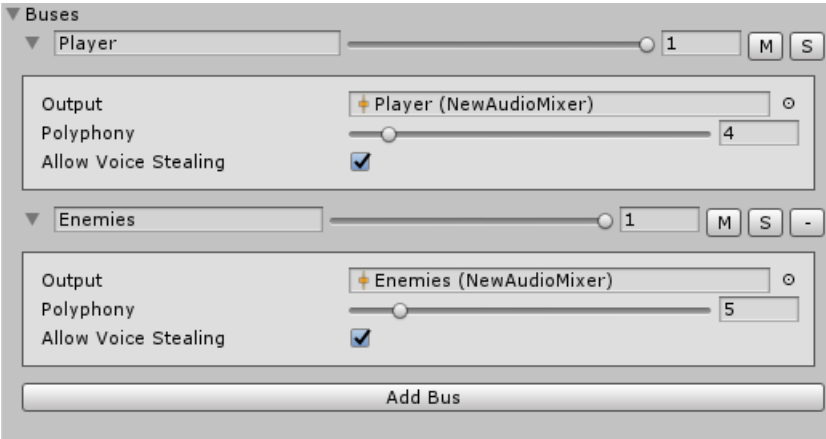 Buses
Player 1 M S
Output Player (NewAudioMixer)
Polyphony 4
Allow Voice Stealing
Enemies 1 M S -
Output Enemies (NewAudioMixer)
Polyphony 5
Allow Voice Stealing
Add Bus